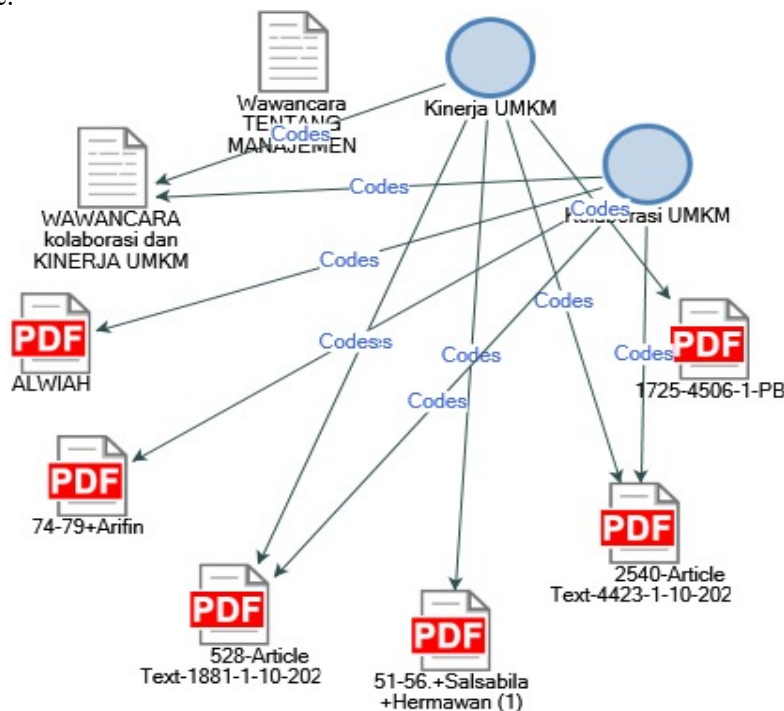 Wawancara
TENTANG
MANAJEMEN
Kinerja UMKM
Codes
Kolaborasi UMKM
Codes
Codes
WAWANCARA
kolaborasi dan
KINERJA UMKM
Codes
Codes
PDF
ALWIAH
Codes
Codes
Codes
Codes
PDF
1725-4506-1-PB
Codes
PDF
74-79+Arifin
PDF
2540-Article
Text-4423-1-10-202
PDF
528-Article
Text-1881-1-10-202
PDF
51-56.+Salsabila
+Hermawan (1)